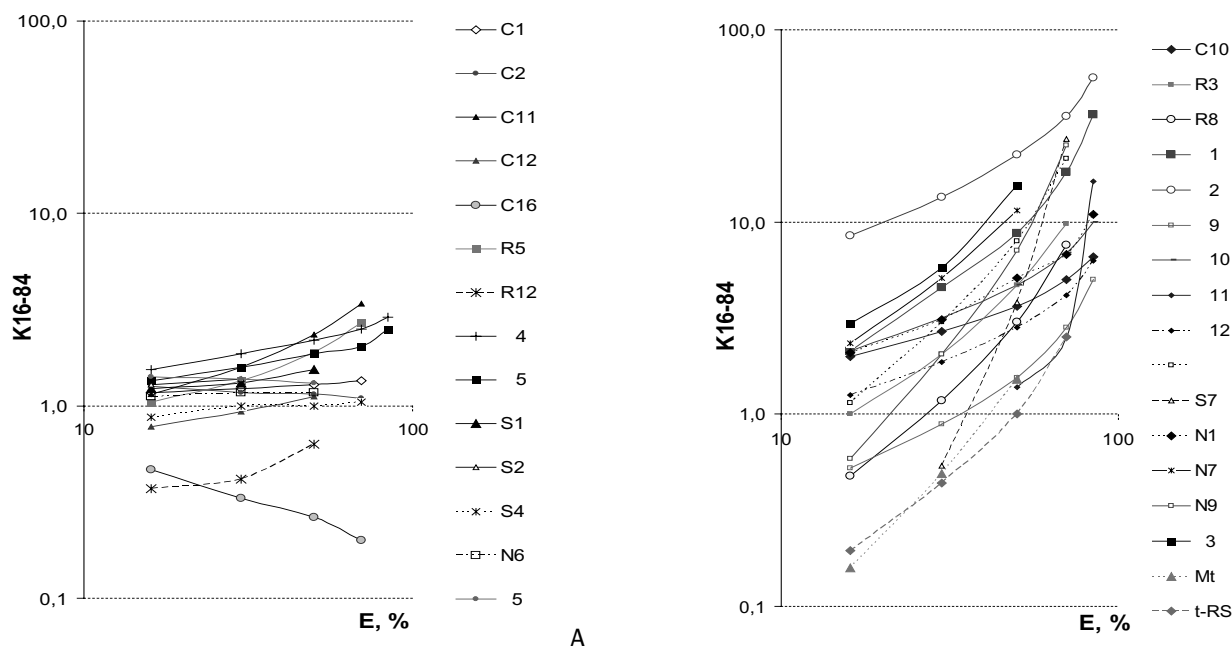 100,0
10,0
1,0
0,1
10
100
K16-84
E, %
C1
C2
C11
C12
C16
R5
R12
4
5
S1
S2
S4
N6
5
A
100,0
10,0
1,0
0,1
10
100
K16-84
E, %
C10
R3
R8
1
2
9
10
11
12
S7
N1
N7
N9
3
Mt
t-RS